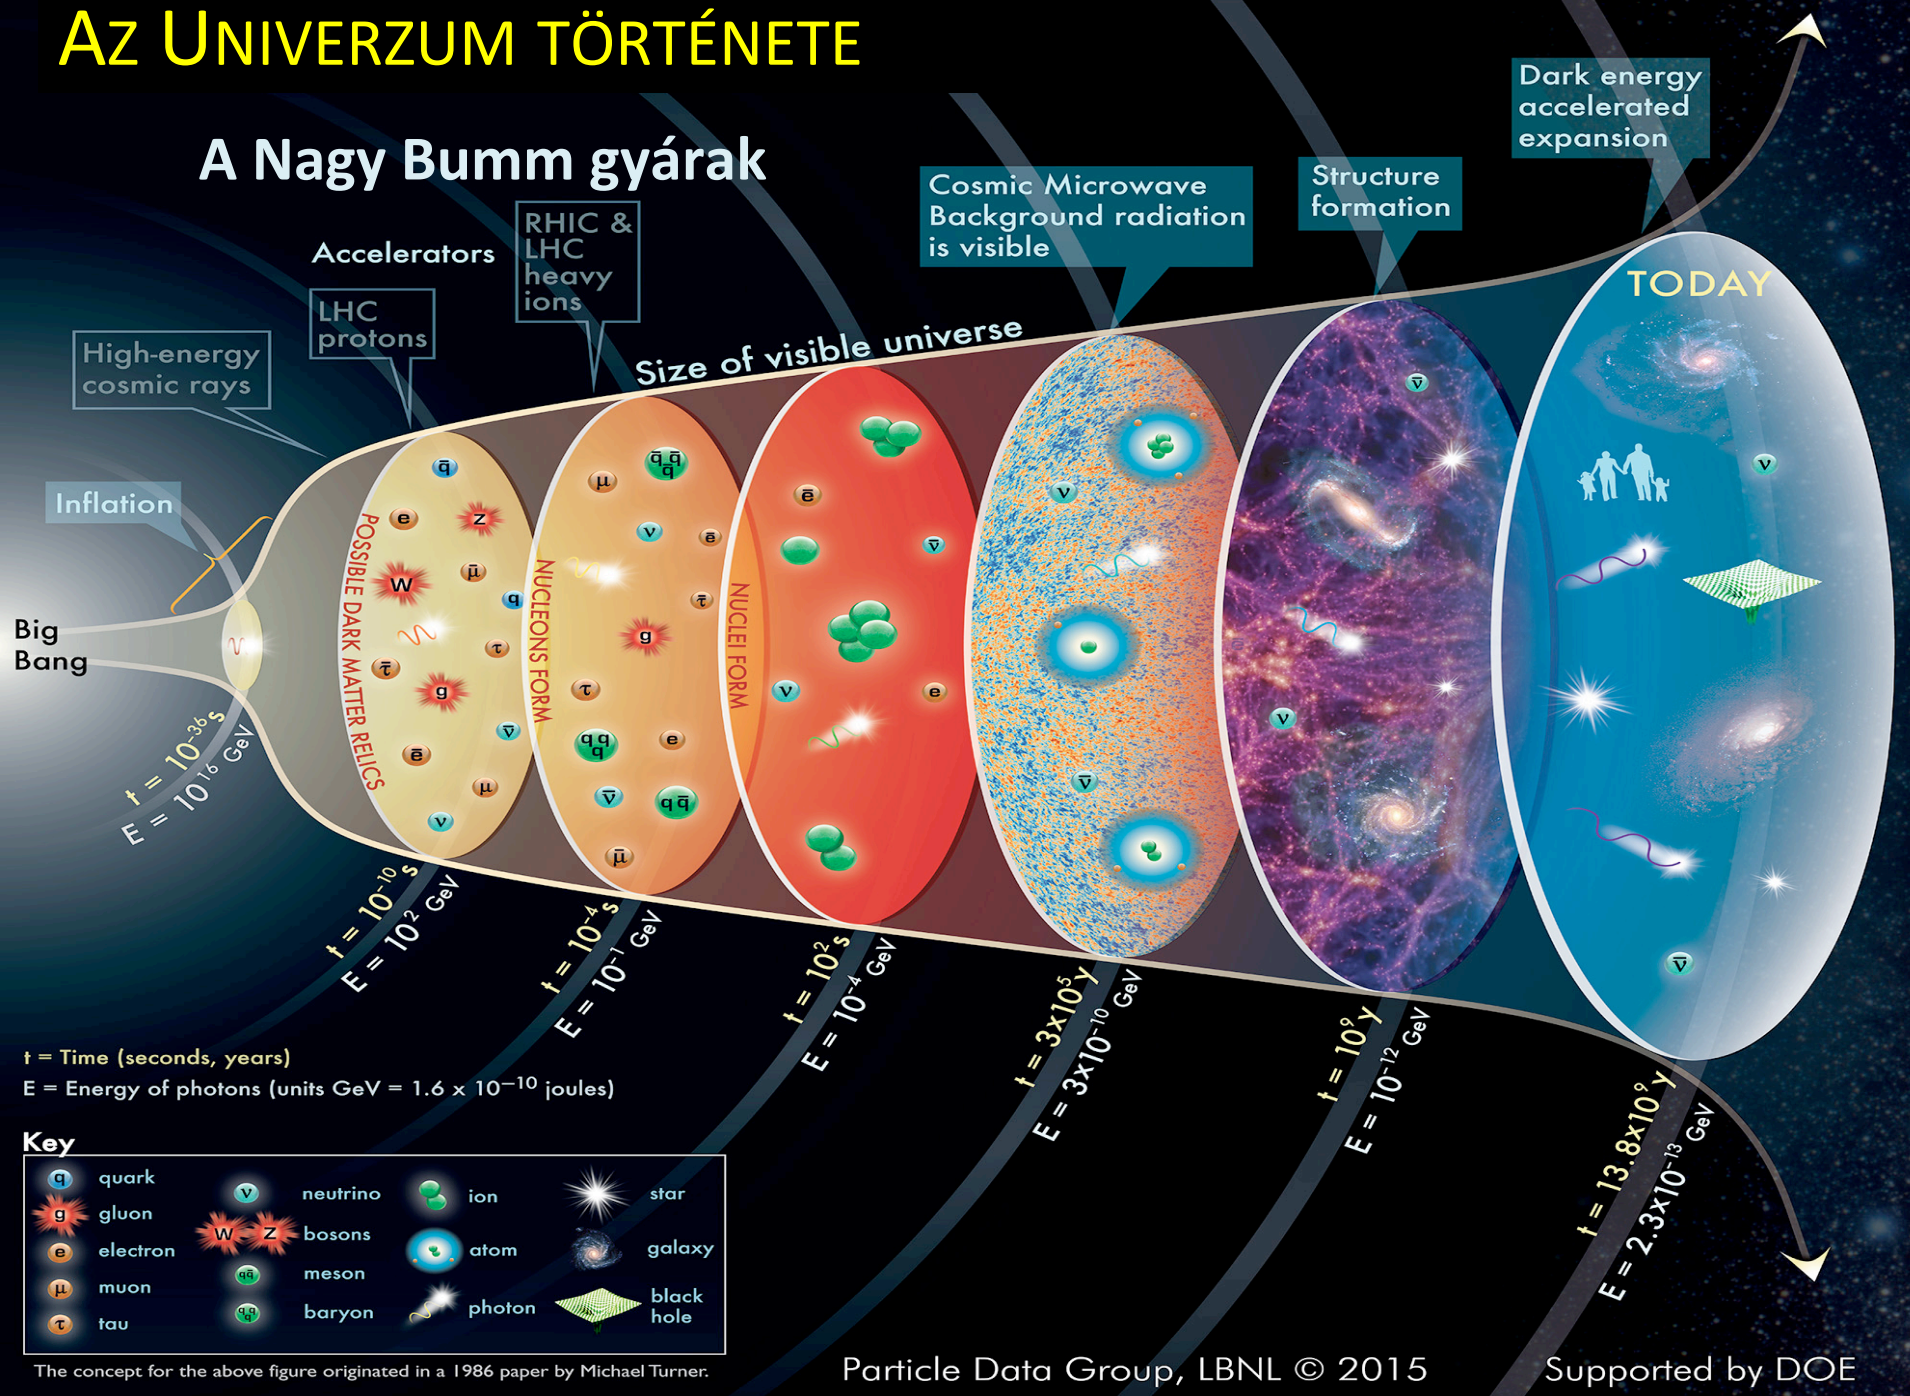 AZ UNIVERZUM TÖRTÉNETE
A Nagy Bumm gyárak
Dark energy
accelerated
expansion
Structure
formation
Cosmic Microwave
Background radiation
is visible
RHIC &
LHC
heavy
ions
Accelerators
LHC
protons
High-energy
cosmic rays
Inflation
Size of visible universe
TODAY
Big
Bang
POSSIBLE DARK MATTER RELICS
q̄
e
z
W
μ̄
q
τ
τ̄
g
ν̄
ē
μ
ν
NUCLEONS FORM
μ
q̄q̄
q̄
ν
ē
τ̄
g
τ
qq
q
e
ν̄
qq̄
μ̄
NUCLEI FORM
ē
ν̄
ν
e
ν
ν̄
ν̄
ν
ν
ν̄
t = 10⁻³⁶ s
E = 10¹⁶ GeV
t = 10⁻¹⁰ s
E = 10² GeV
t = 10⁻⁴ s
E = 10⁻¹ GeV
t = 10² s
E = 10⁻⁴ GeV
t = 3x10⁵ y
E = 3x10⁻¹⁰ GeV
t = 10⁹ y
E = 10⁻¹² GeV
t = 13.8x10⁹ y
E = 2.3x10⁻¹³ GeV
t = Time (seconds, years)
E = Energy of photons (units GeV = 1.6 x 10⁻¹⁰ joules)
Key
q quark
g gluon
e electron
μ muon
τ tau
ν neutrino
W Z bosons
qq̄ meson
qq
q baryon
ion
atom
photon
star
galaxy
black
hole
The concept for the above figure originated in a 1986 paper by Michael Turner.
Particle Data Group, LBNL © 2015
Supported by DOE